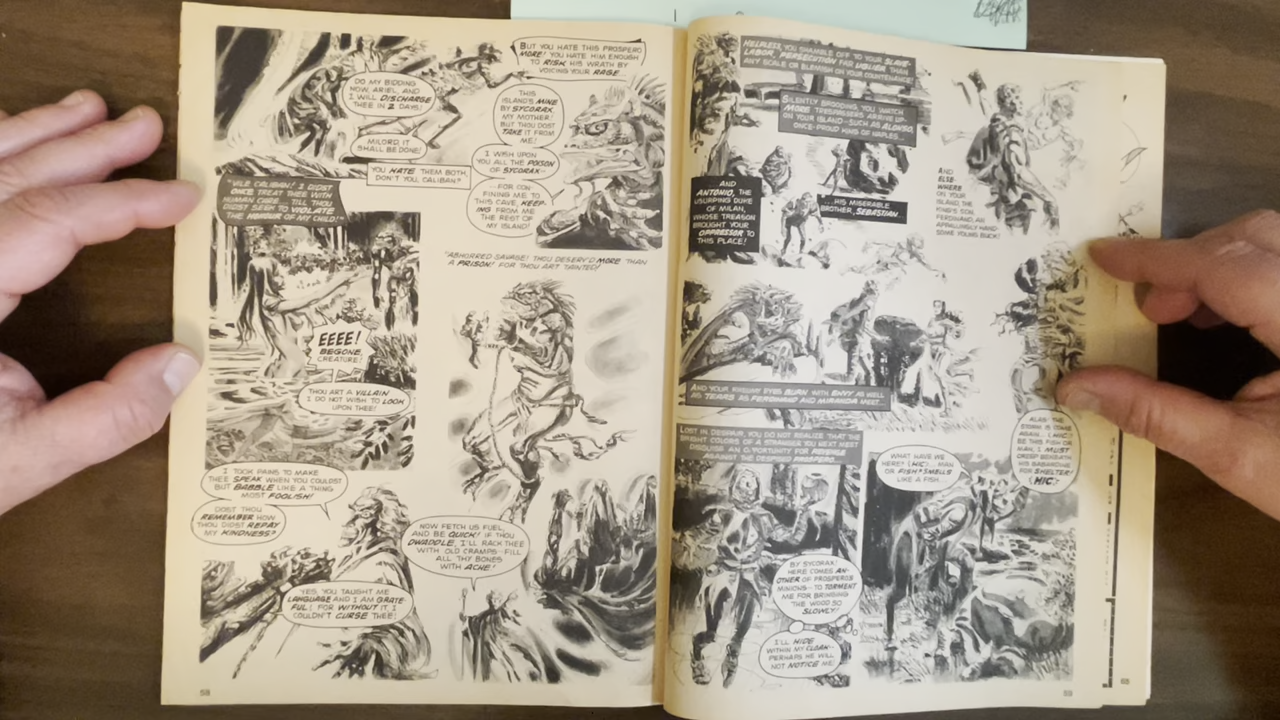 DO MY BIDDING
NOW, ARIEL, AND
I WILL DISCHARGE
THEE IN 2 DAYS!
MILORD, IT
SHALL BE DONE!
BUT YOU HATE THIS PROSPERO
MORE! YOU HATE HIM ENOUGH
TO RISK HIS WRATH BY
VOICING YOUR RAGE...
YOU HATE THEM BOTH,
DON'T YOU, CALIBAN?
THIS
ISLAND'S MINE
BY SYCORAX,
MY MOTHER!
BUT THOU DOST
TAKE IT FROM
ME!
I WISH UPON
YOU ALL THE POISON
OF SYCORAX--
--FOR CON-
FINING ME TO
THIS CAVE, KEEP-
ING FROM ME
THE REST OF
MY ISLAND!
"VILE CALIBAN! I DIDST
ONCE TREAT THEE WITH
HUMAN CARE... TILL THOU
DIDST SEEK TO VIOLATE
THE HONOUR OF MY CHILD!"
EEEE!
BEGONE,
CREATURE!
THOU ART A VILLAIN
I DO NOT WISH TO LOOK
UPON THEE!
"ABHORRED SAVAGE! THOU DESERV'D MORE THAN
A PRISON! FOR THOU ART TAINTED!
I TOOK PAINS TO MAKE
THEE SPEAK WHEN YOU COULDST
BUT BABBLE LIKE A THING
MOST FOOLISH!
DOST THOU
REMEMBER HOW
THOU DIDST REPAY
MY KINDNESS?
YES, YOU TAUGHT ME
LANGUAGE AND I AM GRATE-
FUL! FOR WITHOUT IT, I
COULDN'T CURSE THEE!
NOW FETCH US FUEL,
AND BE QUICK! IF THOU
DWADDLE, I'LL RACK THEE
WITH OLD CRAMPS--FILL
ALL THY BONES
WITH ACHE!
58
HELPLESS, YOU SHAMBLE OFF TO YOUR SLAVE-
LABOR, PERSECUTION FAR UGLIER THAN
ANY SCALE OR BLEMISH ON YOUR COUNTENANCE!
SILENTLY BROODING, YOU WATCH
MORE TRESPASSERS ARRIVE UP-
ON YOUR ISLAND--SUCH AS ALONSO,
ONCE-PROUD KING OF NAPLES...
AND
ANTONIO, THE
USURPING DUKE
OF MILAN,
WHOSE TREASON
BROUGHT YOUR
OPPRESSOR TO
THIS PLACE!
...HIS MISERABLE
BROTHER, SEBASTIAN...
AND
ELSE-
WHERE
ON YOUR
ISLAND, THE
KING'S SON,
FERDINAND, AN
APPALLINGLY HAND-
SOME YOUNG BUCK!
AND YOUR EYES BURN WITH ENVY AS WELL
AS TEARS AS FERDINAND AND MIRANDA MEET...
LOST IN DESPAIR, YOU DO NOT REALIZE THAT THE
BRIGHT COLORS OF A STRANGER YOU NEXT MEET
DISGUISE AN OPPORTUNITY FOR REVENGE
AGAINST THE DESPISED PROSPERO...
BY SYCORAX!
HERE COMES AN-
OTHER OF PROSPERO'S
MINIONS--TO TORMENT
ME FOR BRINGING
THE WOOD SO
SLOWLY!
I'LL HIDE
WITHIN MY CLOAK--
PERHAPS HE WILL
NOT NOTICE ME!
WHAT HAVE WE
HERE? (HIC)... MAN
OR FISH? SMELLS
LIKE A FISH.
ALAS! THE
STORM IS COME
AGAIN... (HIC)
BE THIS FISH OR
MAN, I MUST
CREEP BENEATH
HIS GABARDINE
FOR SHELTER!
(HIC)
59
65